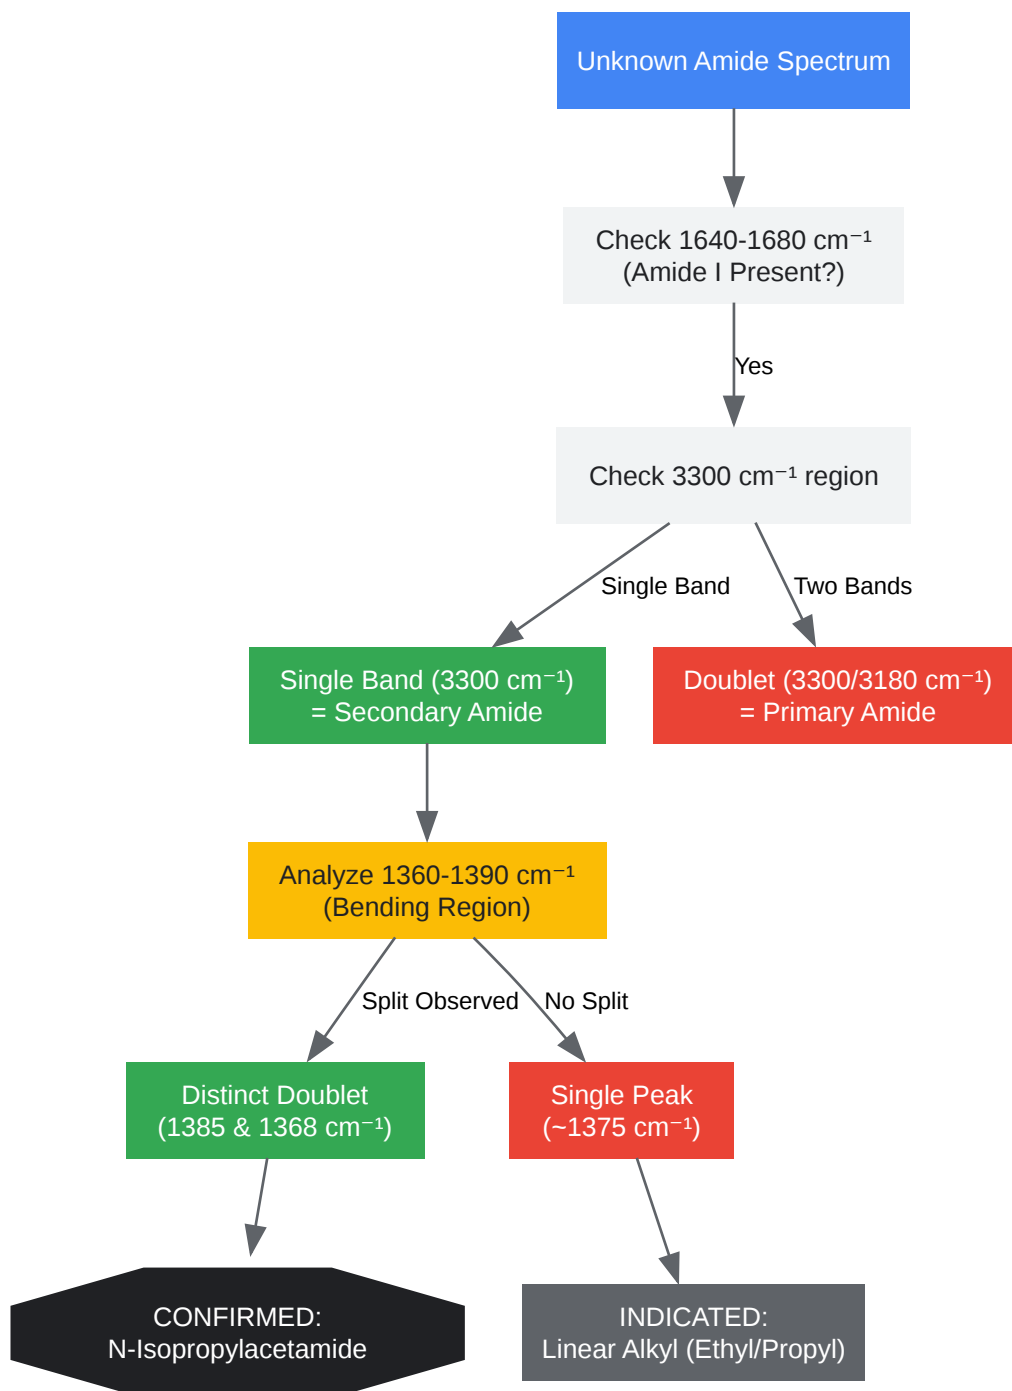 Unknown Amide Spectrum
Check 1640-1680 cm⁻¹
(Amide I Present?)
Yes
Check 3300 cm⁻¹ region
Single Band
Two Bands
Single Band (3300 cm⁻¹)
= Secondary Amide
Doublet (3300/3180 cm⁻¹)
= Primary Amide
Analyze 1360-1390 cm⁻¹
(Bending Region)
Split Observed
No Split
Distinct Doublet
(1385 & 1368 cm⁻¹)
Single Peak
(~1375 cm⁻¹)
CONFIRMED:
N-Isopropylacetamide
INDICATED:
Linear Alkyl (Ethyl/Propyl)